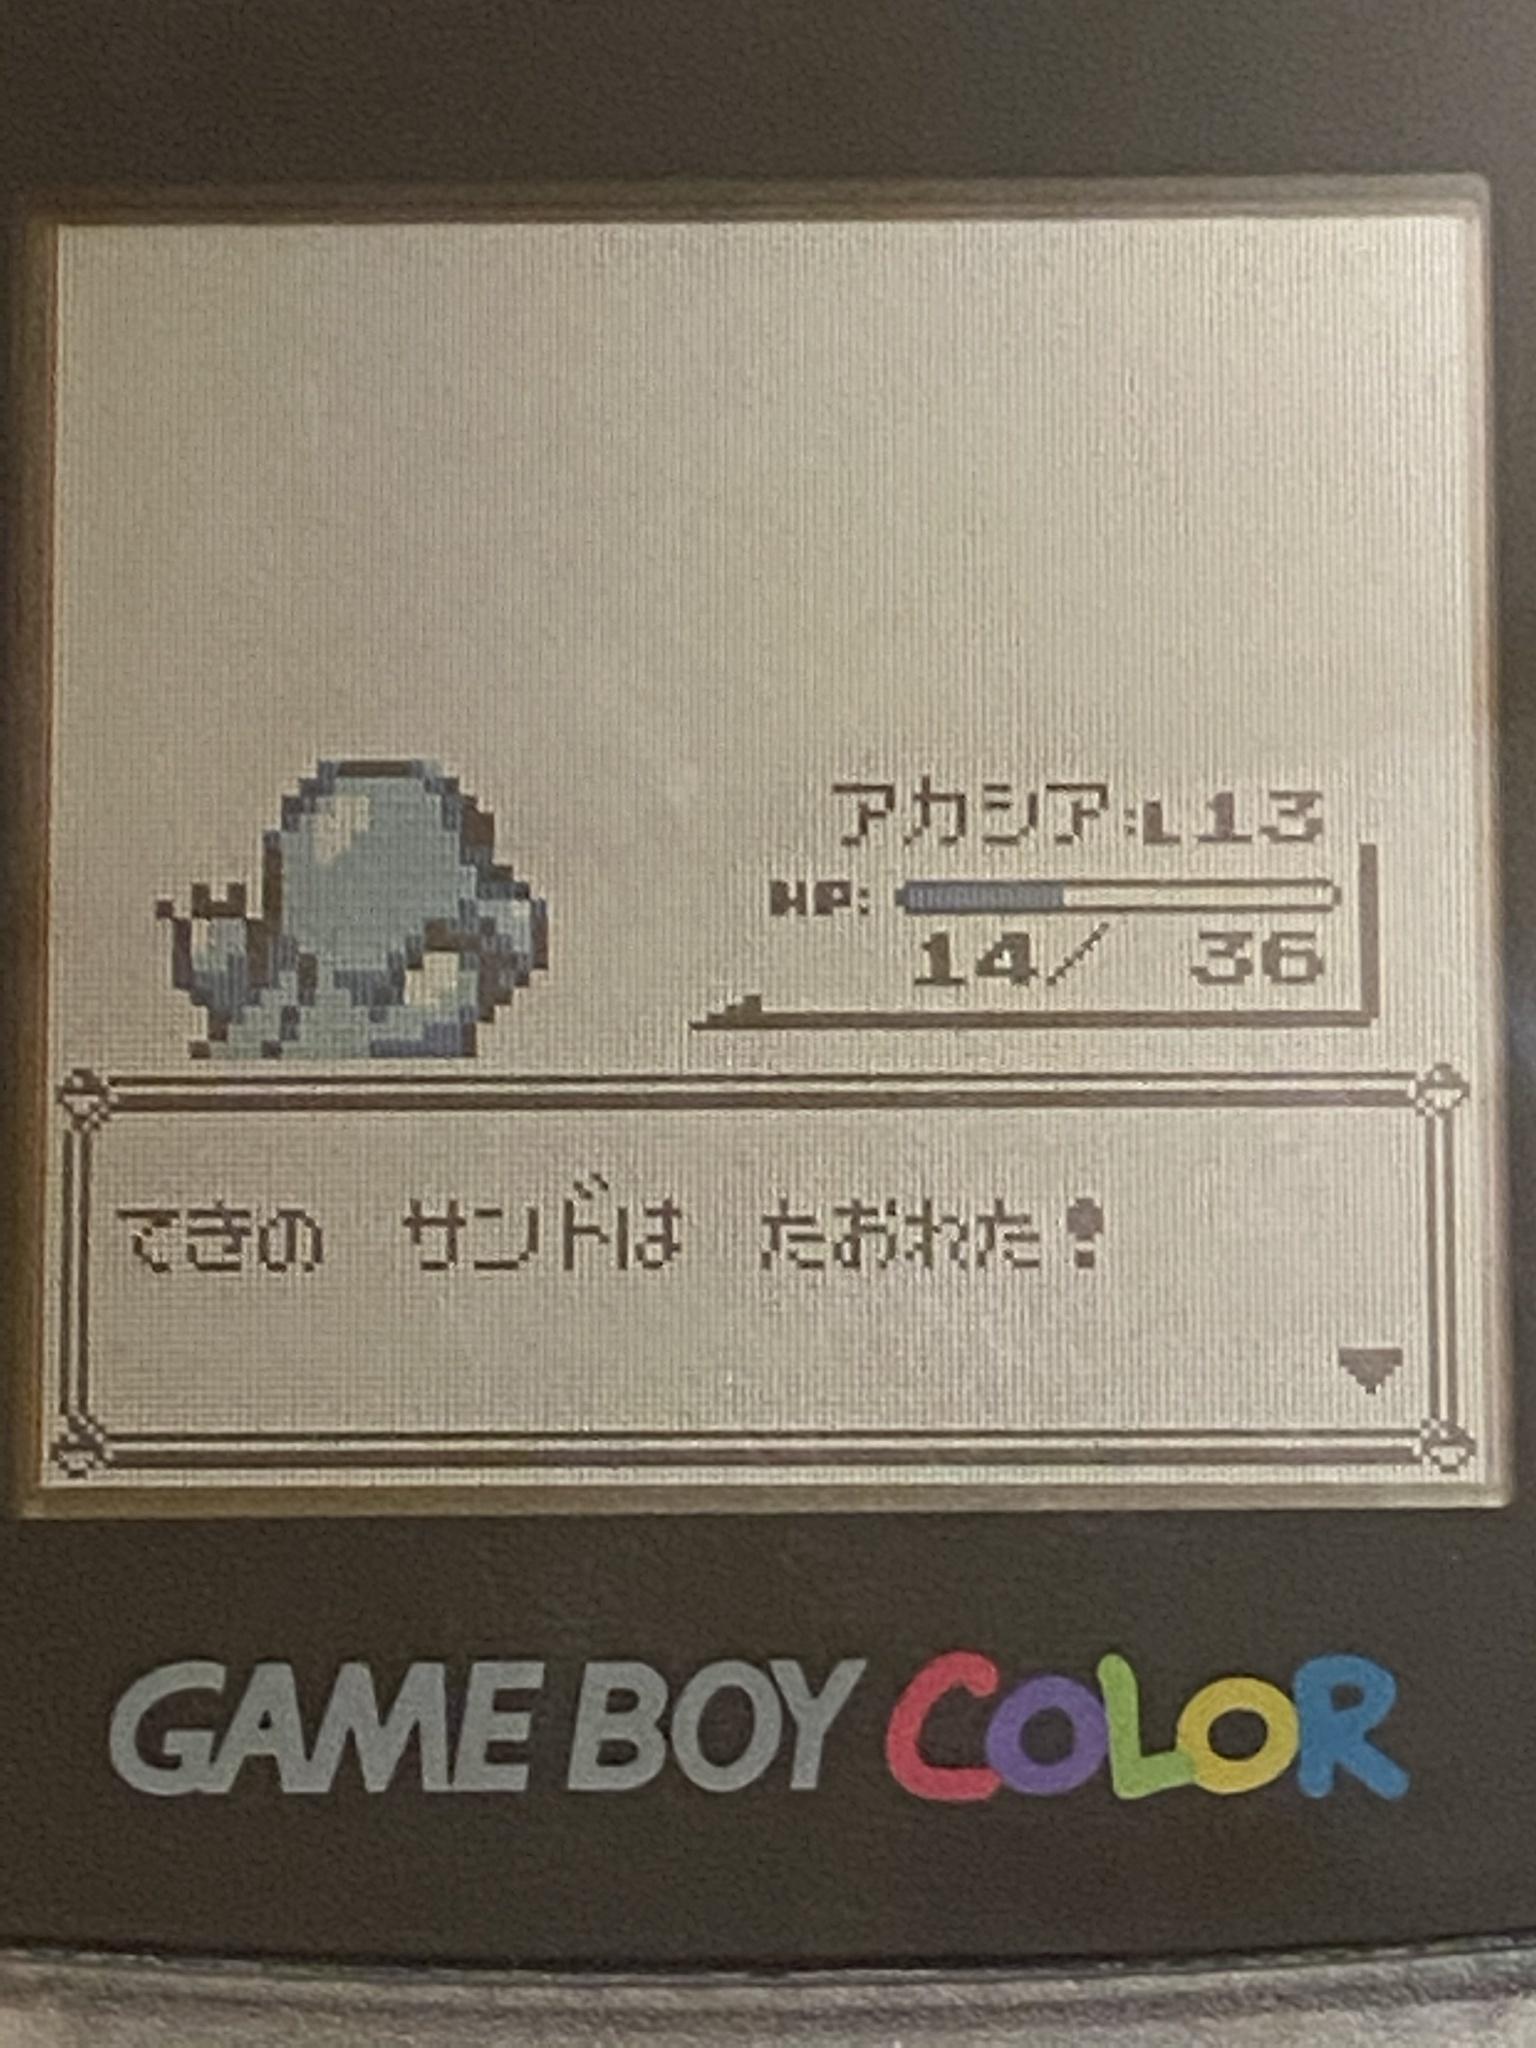 アカシア:L13
HP:
14/ 36
てきの サンドは たおれた！
GAME BOY COLOR